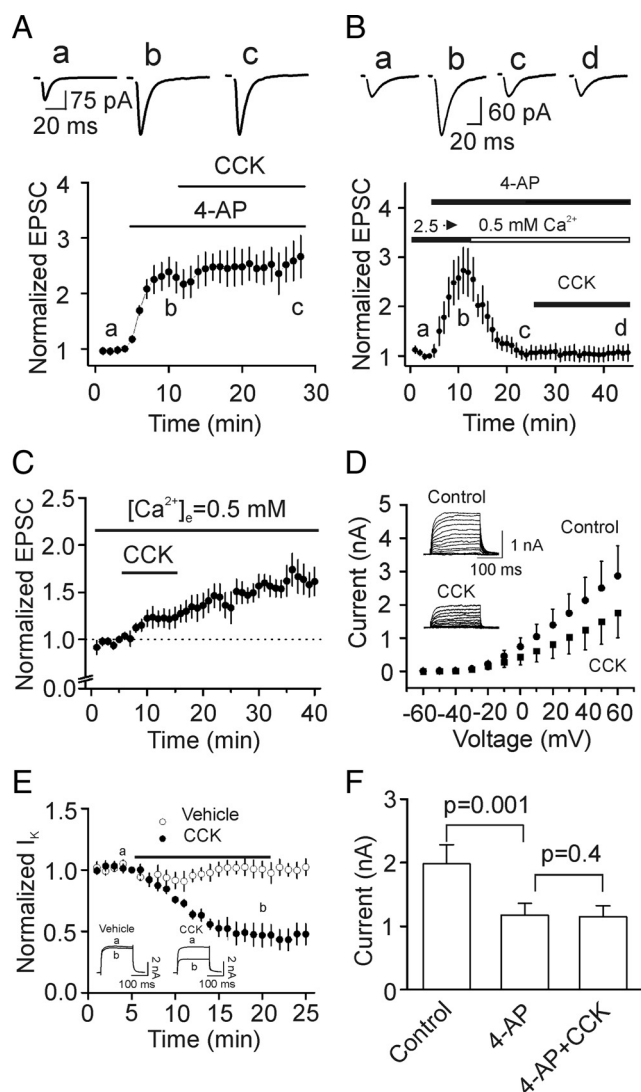 A
a
b
c
75 pA
20 ms
CCK
4-AP
Normalized EPSC
4
3
2
1
a
b
c
0
10
20
30
Time (min)
B
a
b
c
d
60 pA
20 ms
4-AP
2.5
0.5 mM Ca²⁺
CCK
Normalized EPSC
4
3
2
1
a
b
c
d
0
10
20
30
40
Time (min)
C
[Ca²⁺]e=0.5 mM
CCK
Normalized EPSC
2.5
2.0
1.5
1.0
0.0
0
10
20
30
40
Time (min)
D
Control
1 nA
100 ms
CCK
Control
CCK
Current (nA)
5
4
3
2
1
0
-60
-40
-20
0
20
40
60
Voltage (mV)
E
Vehicle
CCK
Normalized IK
1.5
1.0
0.5
0.0
a
b
Vehicle
a
b
2 nA
100 ms
CCK
a
b
2 nA
100 ms
0
5
10
15
20
25
Time (min)
F
p=0.001
p=0.4
Current (nA)
3
2
1
0
Control
4-AP
4-AP+CCK